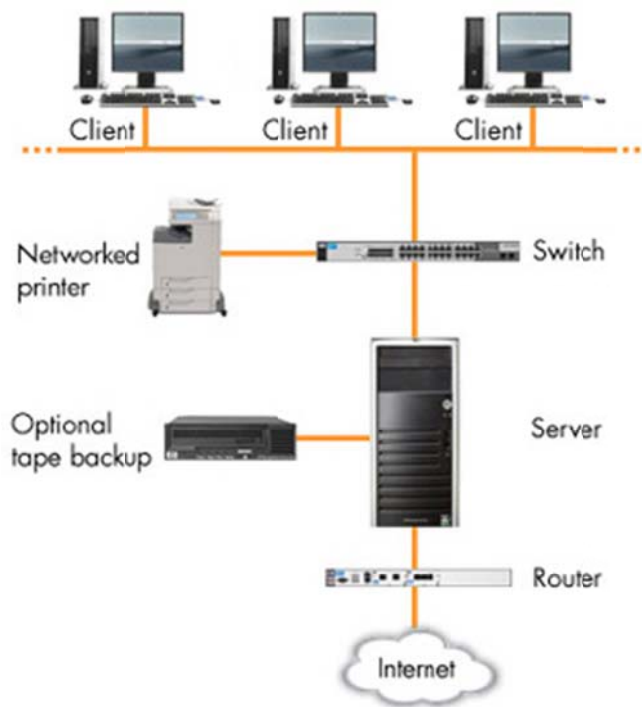 Client
Client
Client
Networked
printer
Switch
Optional
tape backup
Server
Router
Internet